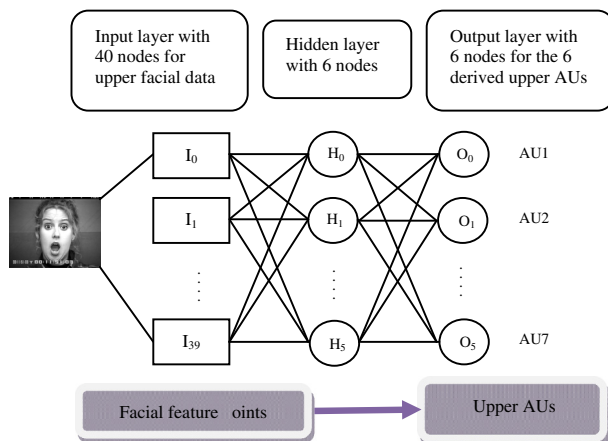 Input layer with
40 nodes for
upper facial data
Hidden layer
with 6 nodes
Output layer with
6 nodes for the 6
derived upper AUs
I0
H0
O0
AU1
I1
H1
O1
AU2
I39
H5
O5
AU7
Facial feature oints
Upper AUs